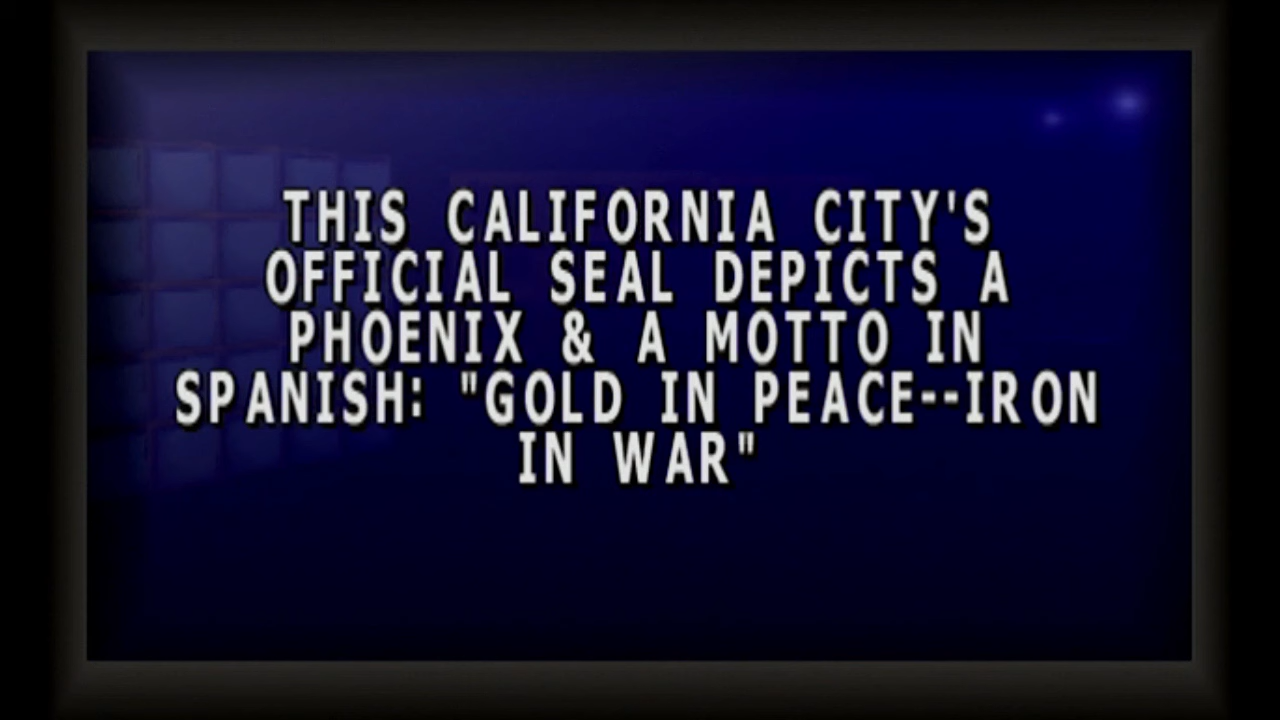 THIS CALIFORNIA CITY'S
OFFICIAL SEAL DEPICTS A
PHOENIX & A MOTTO IN
SPANISH: "GOLD IN PEACE--IRON
IN WAR"